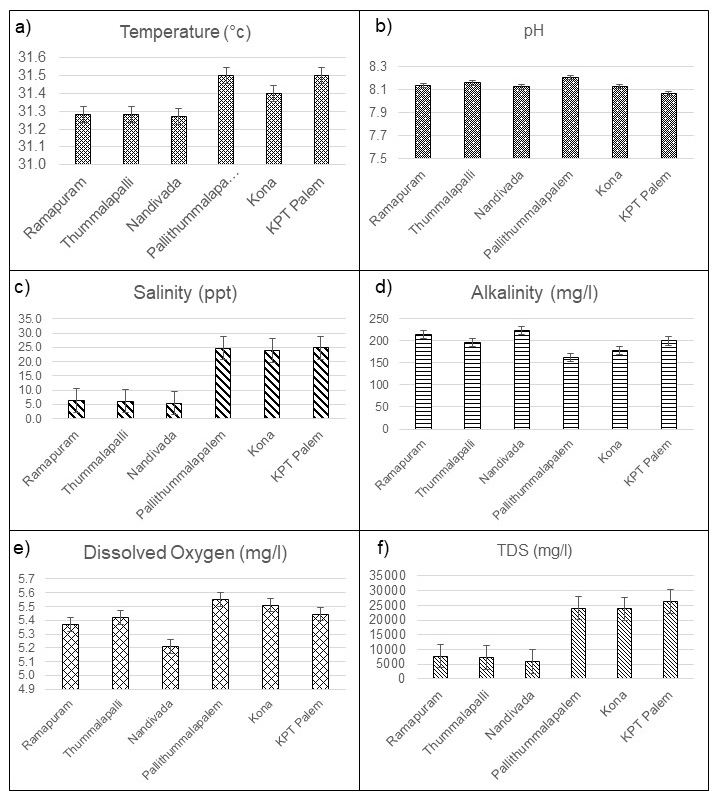 a)
Temperature (°c)
31.6
31.5
31.4
31.3
31.2
31.1
31.0
Ramapuram
Thummalapalli
Nandivada
Pallithummalapa...
Kona
KPT Palem
b)
pH
8.3
8.1
7.9
7.7
7.5
Ramapuram
Thummalapalli
Nandivada
Pallithummalapalem
Kona
KPT Palem
c)
Salinity (ppt)
35.0
30.0
25.0
20.0
15.0
10.0
5.0
0.0
Ramapuram
Thummalapalli
Nandivada
Pallithummalapalem
Kona
KPT Palem
d)
Alkalinity (mg/l)
250
200
150
100
50
0
Ramapuram
Thummalapalli
Nandivada
Pallithummalapalem
Kona
KPT Palem
e)
Dissolved Oxygen (mg/l)
5.7
5.6
5.5
5.4
5.3
5.2
5.1
5.0
4.9
Ramapuram
Thummalapalli
Nandivada
Pallithummalapalem
Kona
KPT Palem
f)
TDS (mg/l)
35000
30000
25000
20000
15000
10000
5000
0
Ramapuram
Thummalapalli
Nandivada
Pallithummalapalem
Kona
KPT Palem